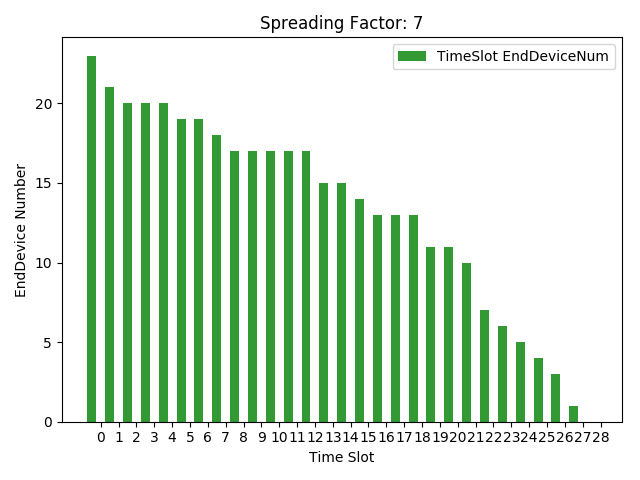 Spreading Factor: 7
TimeSlot EndDeviceNum
EndDevice Number
20
15
10
5
0
0 1 2 3 4 5 6 7 8 9 10 11 12 13 14 15 16 17 18 19 20 21 22 23 24 25 26 27 28
Time Slot